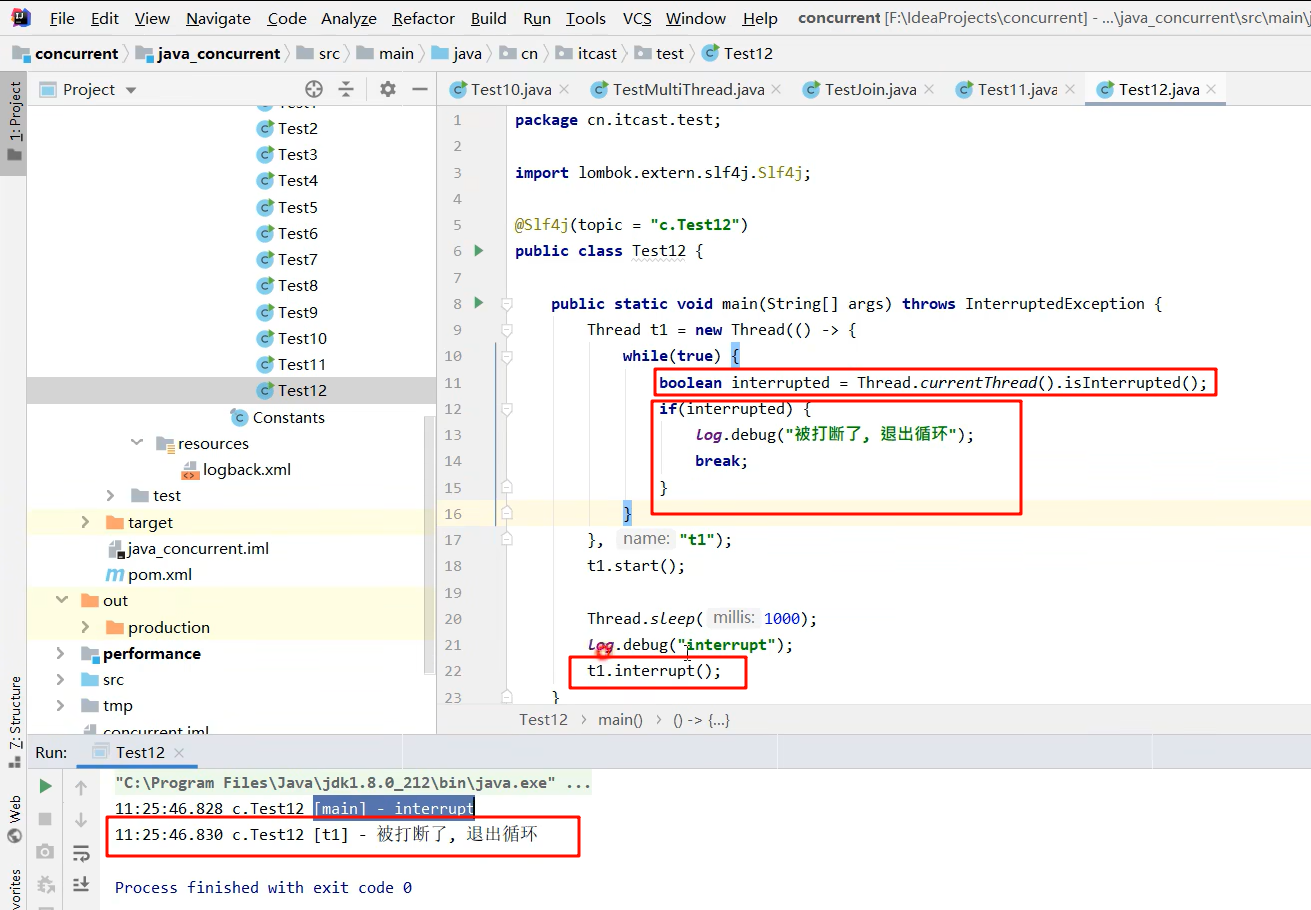 File Edit View Navigate Code Analyze Refactor Build Run Tools VCS Window Help concurrent [F:\IdeaProjects\concurrent] - ...\java_concurrent\src\main\j
concurrent java_concurrent src main java cn itcast test Test12
1: Project
Project
Test2
Test3
Test4
Test5
Test6
Test7
Test8
Test9
Test10
Test11
Test12
Constants
resources
logback.xml
test
target
java_concurrent.iml
pom.xml
out
production
performance
src
tmp
concurrent.iml
Test10.java TestMultiThread.java TestJoin.java Test11.java Test12.java
1 package cn.itcast.test;
2
3 import lombok.extern.slf4j.Slf4j;
4
5 @Slf4j(topic = "c.Test12")
6 public class Test12 {
7
8 public static void main(String[] args) throws InterruptedException {
9 Thread t1 = new Thread(() -> {
10 while(true) {
11 boolean interrupted = Thread.currentThread().isInterrupted();
12 if(interrupted) {
13 log.debug("被打断了, 退出循环");
14 break;
15 }
16 }
17 }, name: "t1");
18 t1.start();
19
20 Thread.sleep( millis: 1000);
21 log.debug("interrupt");
22 t1.interrupt();
23 }
Test12 main() () -> {...}
7: Structure
Web
Run: Test12
"C:\Program Files\Java\jdk1.8.0_212\bin\java.exe" ...
11:25:46.828 c.Test12 [main] - interrupt
11:25:46.830 c.Test12 [t1] - 被打断了, 退出循环
Process finished with exit code 0